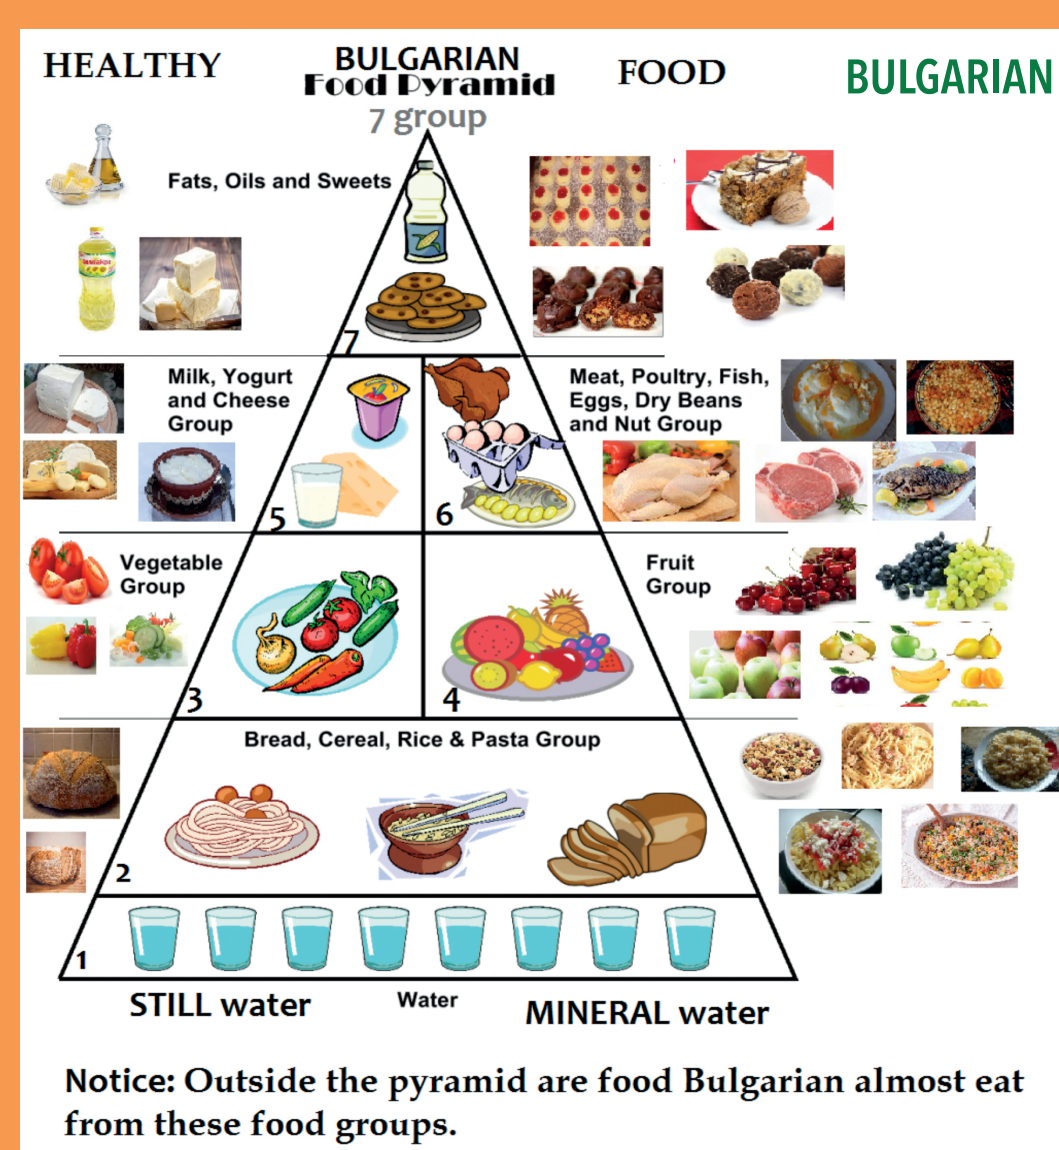 HEALTHY
BULGARIAN
Food Pyramid
7 group
FOOD
BULGARIAN
Fats, Oils and Sweets
7
Milk, Yogurt
and Cheese
Group
5
6
Meat, Poultry, Fish,
Eggs, Dry Beans
and Nut Group
Vegetable
Group
3
4
Fruit
Group
Bread, Cereal, Rice & Pasta Group
2
1
STILL water
Water
MINERAL water
Notice: Outside the pyramid are food Bulgarian almost eat
from these food groups.